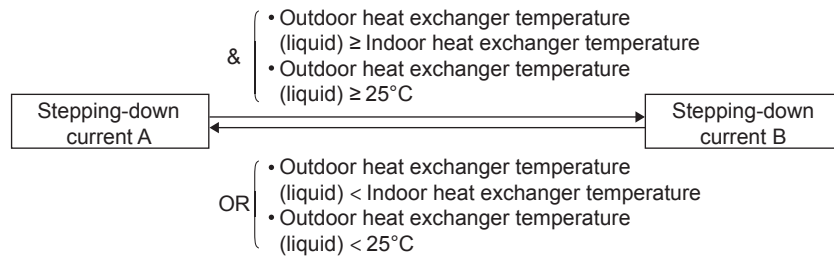 • Outdoor heat exchanger temperature
(liquid) ≥ Indoor heat exchanger temperature
&
• Outdoor heat exchanger temperature
(liquid) ≥ 25°C
Stepping-down
current A
Stepping-down
current B
• Outdoor heat exchanger temperature
(liquid) < Indoor heat exchanger temperature
OR
• Outdoor heat exchanger temperature
(liquid) < 25°C